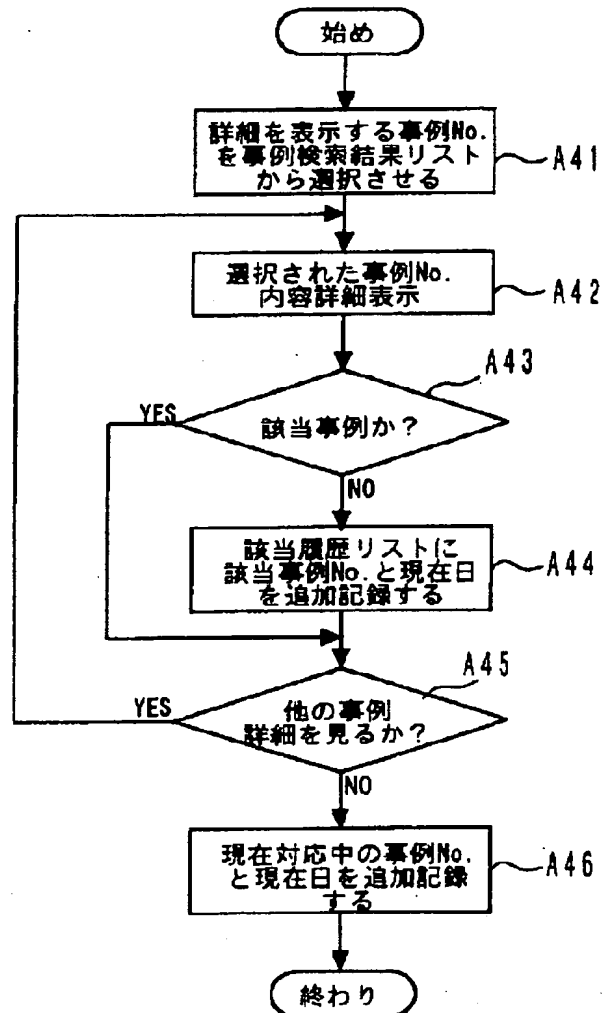 始め
詳細を表示する事例No.
を事例検索結果リスト
から選択させる
A41
選択された事例No.
内容詳細表示
A42
A43
YES
該当事例か?
NO
該当履歴リストに
該当事例No.と現在日
を追加記録する
A44
A45
YES
他の事例
詳細を見るか?
NO
現在対応中の事例No.
と現在日を追加記録
する
A46
終わり